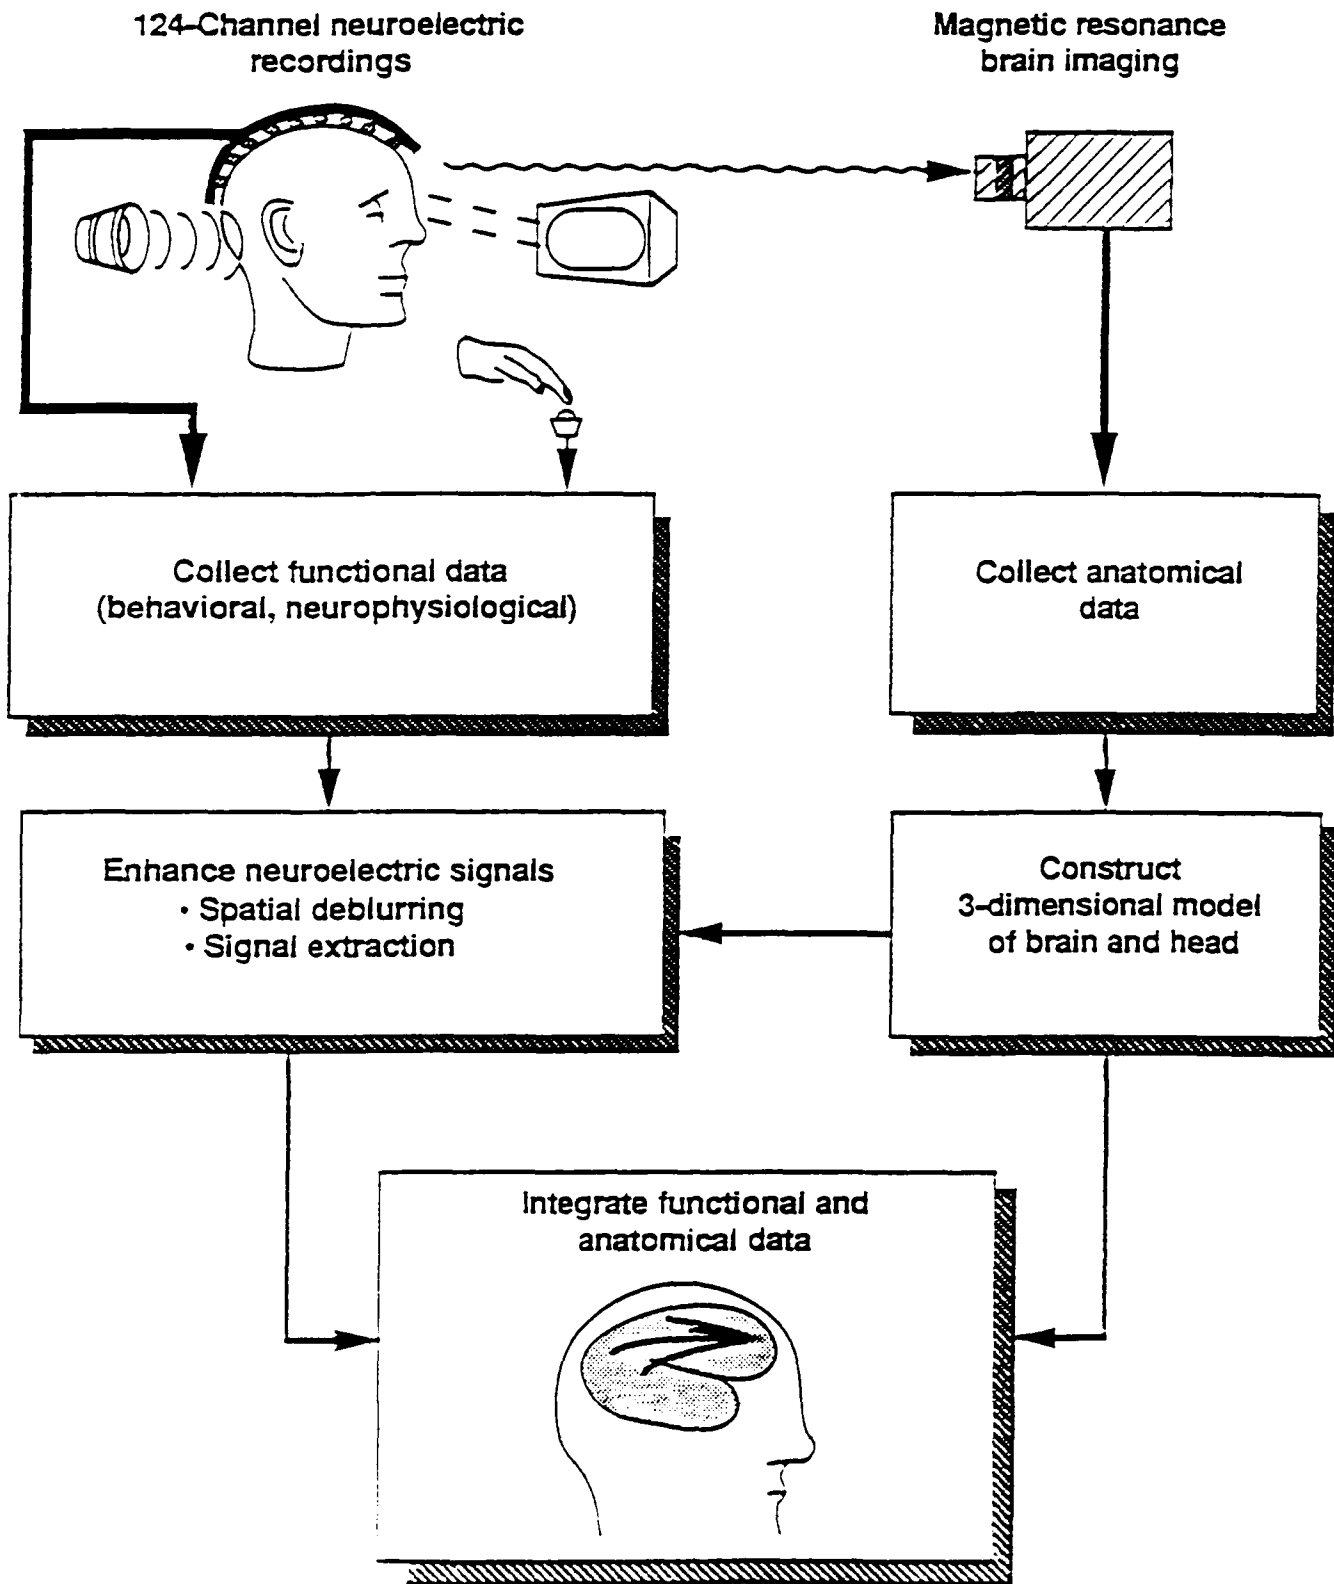 124-Channel neuroelectric
recordings
Magnetic resonance
brain imaging
Collect functional data
(behavioral, neurophysiological)
Collect anatomical
data
Enhance neuroelectric signals
• Spatial deblurring
• Signal extraction
Construct
3-dimensional model
of brain and head
Integrate functional and
anatomical data